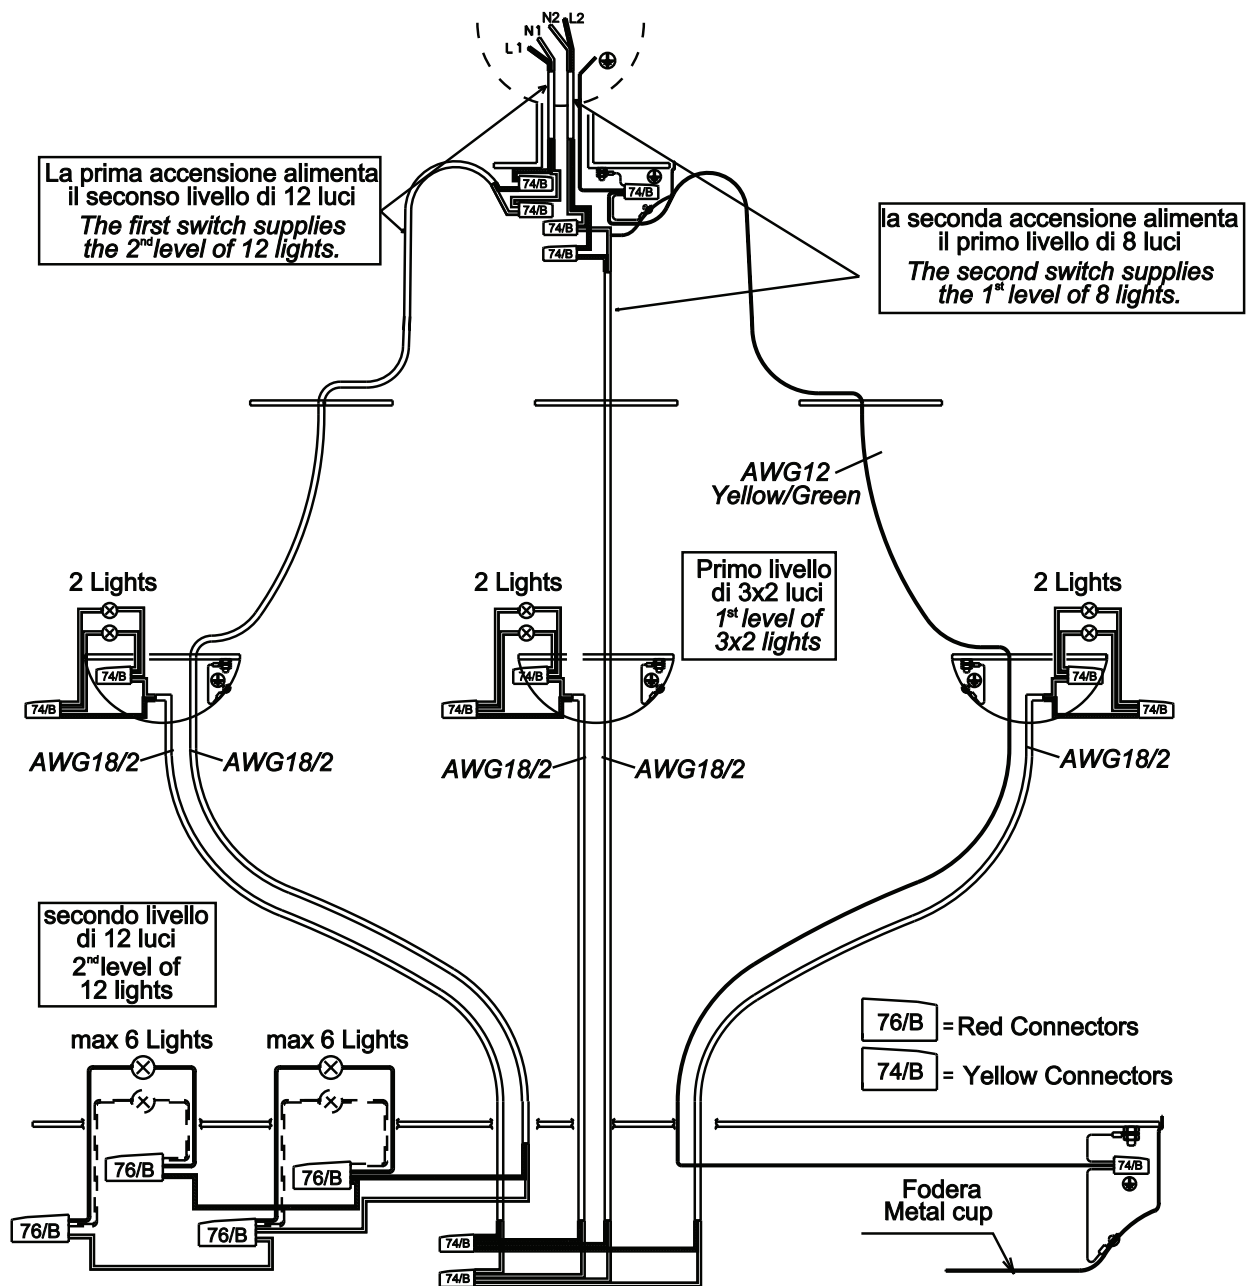 N2
L2
N1
L1
La prima accensione alimenta
il seconso livello di 12 luci
The first switch supplies
the 2nd level of 12 lights.
74/B
74/B
74/B
74/B
74/B
la seconda accensione alimenta
il primo livello di 8 luci
The second switch supplies
the 1st level of 8 lights.
AWG12
Yellow/Green
Primo livello
di 3x2 luci
1st level of
3x2 lights
2 Lights
2 Lights
2 Lights
74/B
74/B
74/B
74/B
74/B
74/B
AWG18/2
AWG18/2
AWG18/2
AWG18/2
AWG18/2
secondo livello
di 12 luci
2nd level of
12 lights
76/B = Red Connectors
74/B = Yellow Connectors
max 6 Lights
max 6 Lights
76/B
76/B
74/B
76/B
76/B
Fodera
Metal cup
74/B
74/B